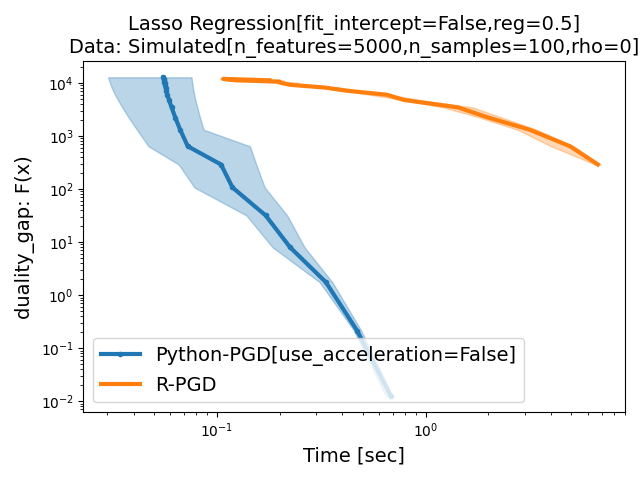 Lasso Regression[fit_intercept=False,reg=0.5]
Data: Simulated[n_features=5000,n_samples=100,rho=0]
duality_gap: F(x)
10⁴
10³
10²
10¹
10⁰
10⁻¹
10⁻²
Python-PGD[use_acceleration=False]
R-PGD
10⁻¹
10⁰
Time [sec]